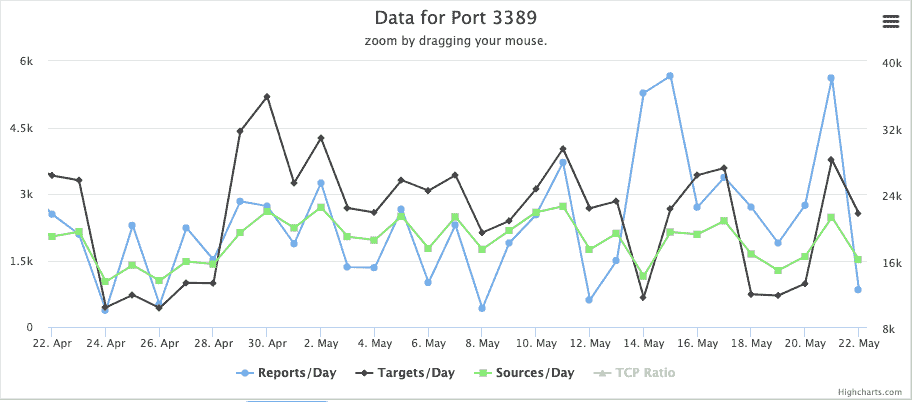 Data for Port 3389
zoom by dragging your mouse.
6k
4.5k
3k
1.5k
0
40k
32k
24k
16k
8k
22. Apr 24. Apr 26. Apr 28. Apr 30. Apr 2. May 4. May 6. May 8. May 10. May 12. May 14. May 16. May 18. May 20. May 22. May
Reports/Day Targets/Day Sources/Day TCP Ratio
Highcharts.com